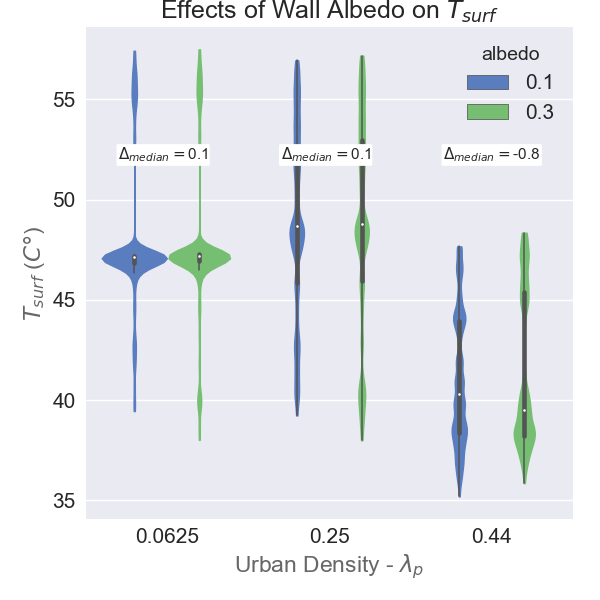 Effects of Wall Albedo on T_surf
albedo
0.1
0.3
Δ_median = 0.1
Δ_median = 0.1
Δ_median = -0.8
55
50
45
40
35
T_surf (C°)
0.0625
0.25
0.44
Urban Density - λ_p